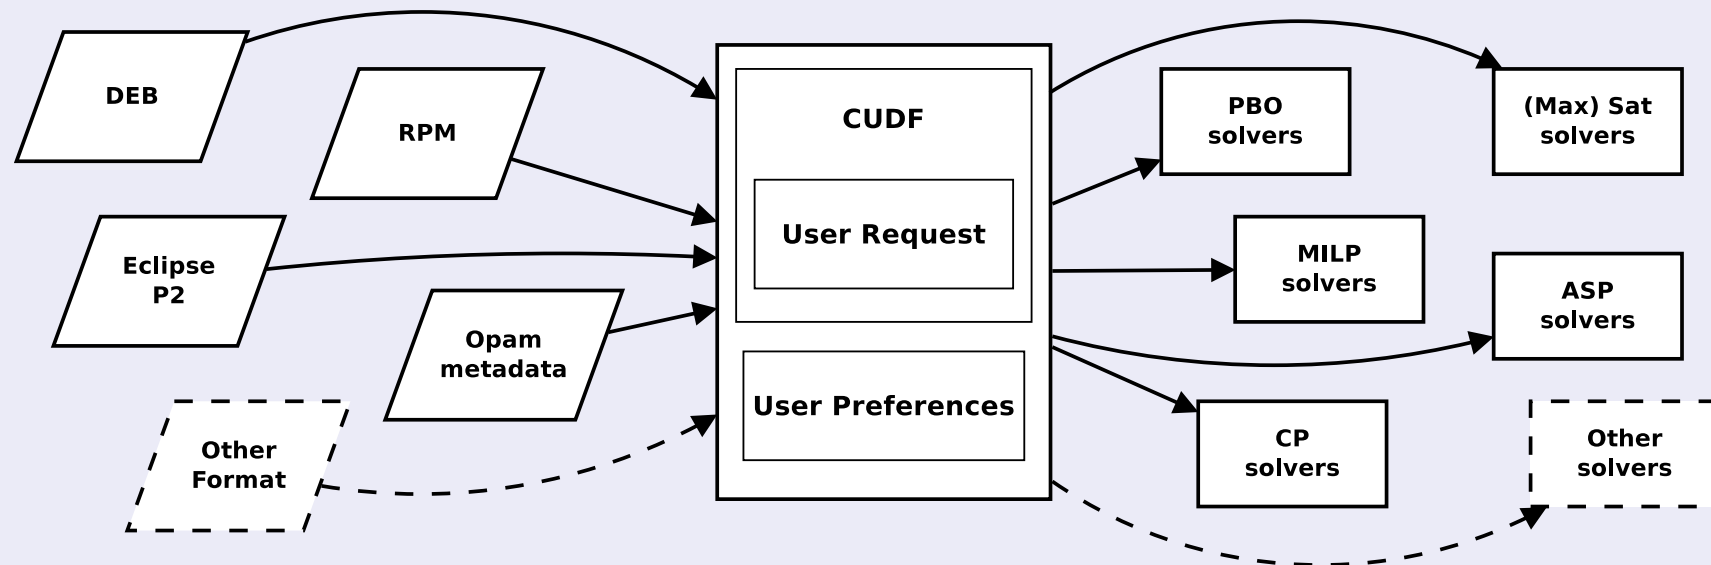 DEB
RPM
Eclipse
P2
Opam
metadata
Other
Format
CUDF
User Request
User Preferences
PBO
solvers
(Max) Sat
solvers
MILP
solvers
ASP
solvers
CP
solvers
Other
solvers